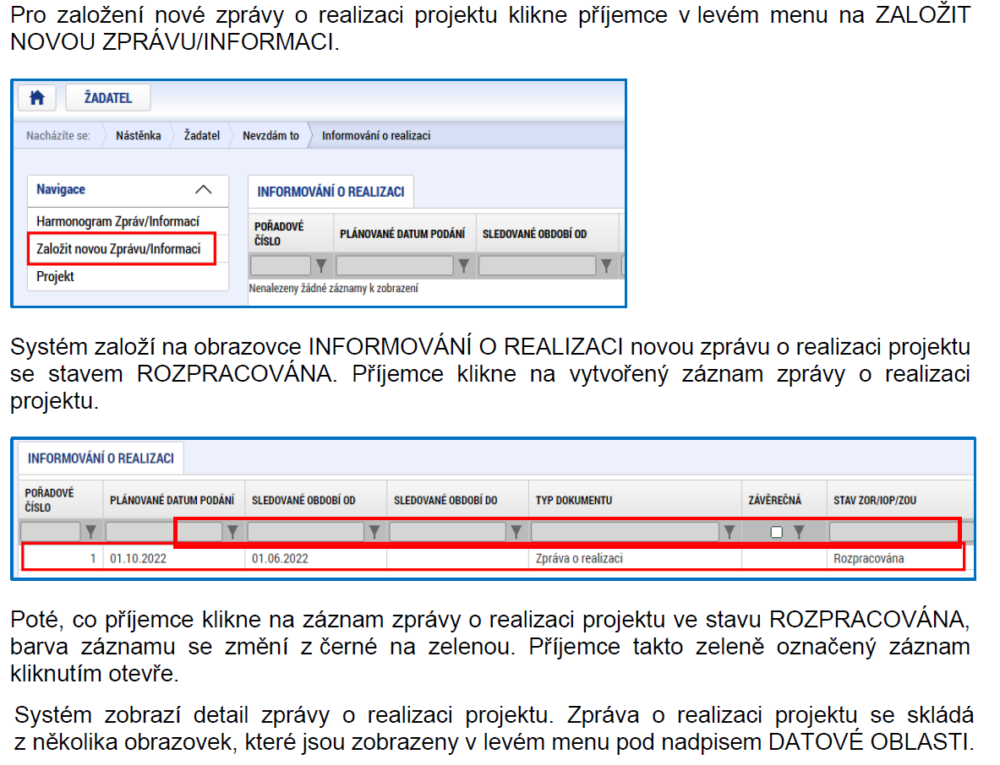 Pro založení nové zprávy o realizaci projektu klikne příjemce v levém menu na ZALOŽIT
NOVOU ZPRÁVU/INFORMACI.
ŽADATEL
Nacházíte se: Nástěnka Žadatel Nevzdám to Informování o realizaci
Navigace
Harmonogram Zpráv/Informací
Založit novou Zprávu/Informaci
Projekt
INFORMOVÁNÍ O REALIZACI
POŘADOVÉ ČÍSLO PLÁNOVANÉ DATUM PODÁNÍ SLEDOVANÉ OBDOBÍ OD
Nenalezeny žádné záznamy k zobrazení
Systém založí na obrazovce INFORMOVÁNÍ O REALIZACI novou zprávu o realizaci projektu
se stavem ROZPRACOVÁNA. Příjemce klikne na vytvořený záznam zprávy o realizaci
projektu.
INFORMOVÁNÍ O REALIZACI
POŘADOVÉ ČÍSLO PLÁNOVANÉ DATUM PODÁNÍ SLEDOVANÉ OBDOBÍ OD SLEDOVANÉ OBDOBÍ DO TYP DOKUMENTU ZÁVĚREČNÁ STAV ZOR/IOP/ZOU
1 01.10.2022 01.06.2022 Zpráva o realizaci Rozpracována
Poté, co příjemce klikne na záznam zprávy o realizaci projektu ve stavu ROZPRACOVÁNA,
barva záznamu se změní z černé na zelenou. Příjemce takto zeleně označený záznam
kliknutím otevře.
Systém zobrazí detail zprávy o realizaci projektu. Zpráva o realizaci projektu se skládá
z několika obrazovek, které jsou zobrazeny v levém menu pod nadpisem DATOVÉ OBLASTI.